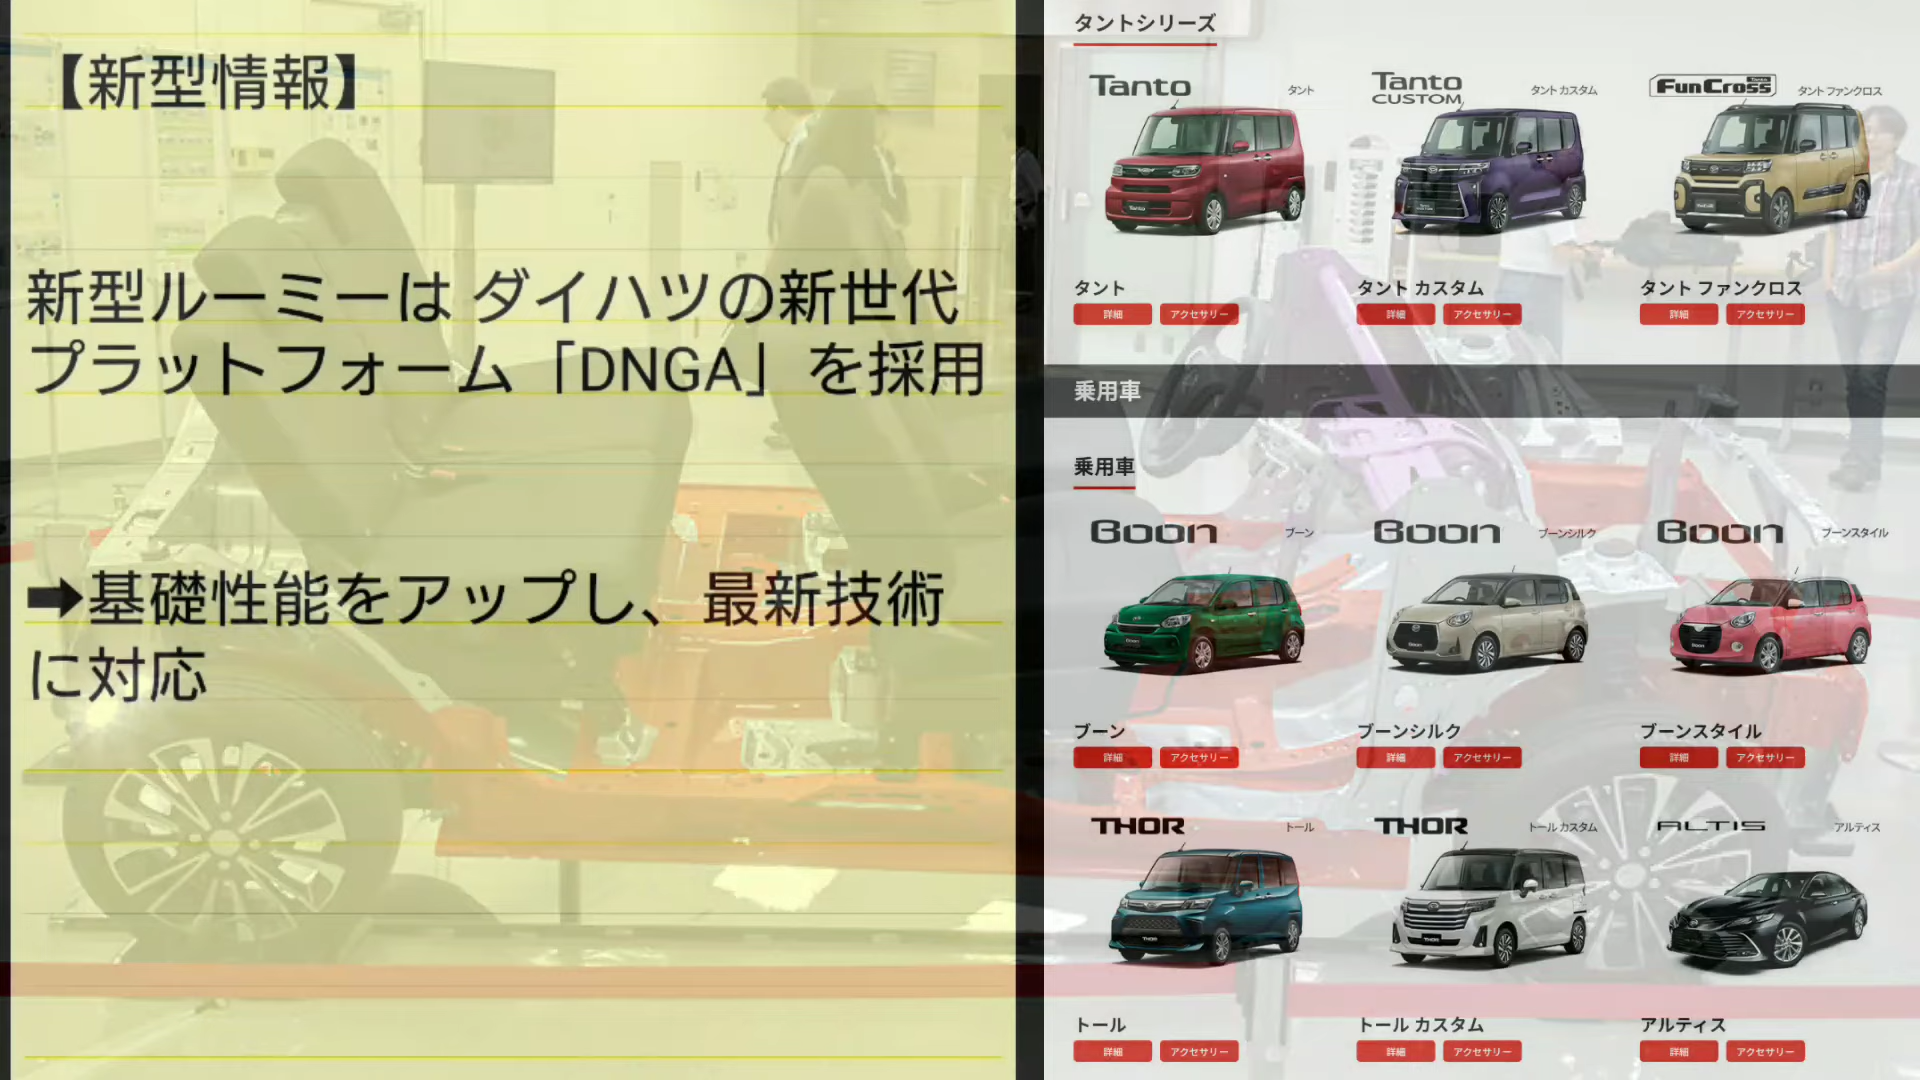 【新型情報】
新型ルーミーは ダイハツの新世代
プラットフォーム「DNGA」を採用
➡基礎性能をアップし、最新技術
に対応
タントシリーズ
Tanto タント
Tanto CUSTOM タント カスタム
Tanto FunCross タント ファンクロス
タント
詳細 アクセサリー
タント カスタム
詳細 アクセサリー
タント ファンクロス
詳細 アクセサリー
乗用車
乗用車
Boon ブーン
Boon ブーンシルク
Boon ブーンスタイル
ブーン
詳細 アクセサリー
ブーンシルク
詳細 アクセサリー
ブーンスタイル
詳細 アクセサリー
THOR トール
THOR トールカスタム
ALTIS アルティス
トール
詳細 アクセサリー
トール カスタム
詳細 アクセサリー
アルティス
詳細 アクセサリー